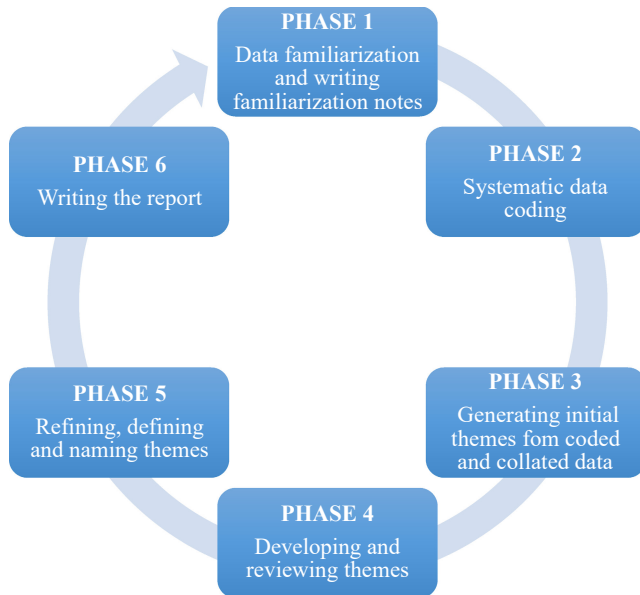 PHASE 1
Data familiarization
and writing
familiarization notes
PHASE 2
Systematic data
coding
PHASE 3
Generating initial
themes fom coded
and collated data
PHASE 4
Developing and
reviewing themes
PHASE 5
Refining, defining
and naming themes
PHASE 6
Writing the report